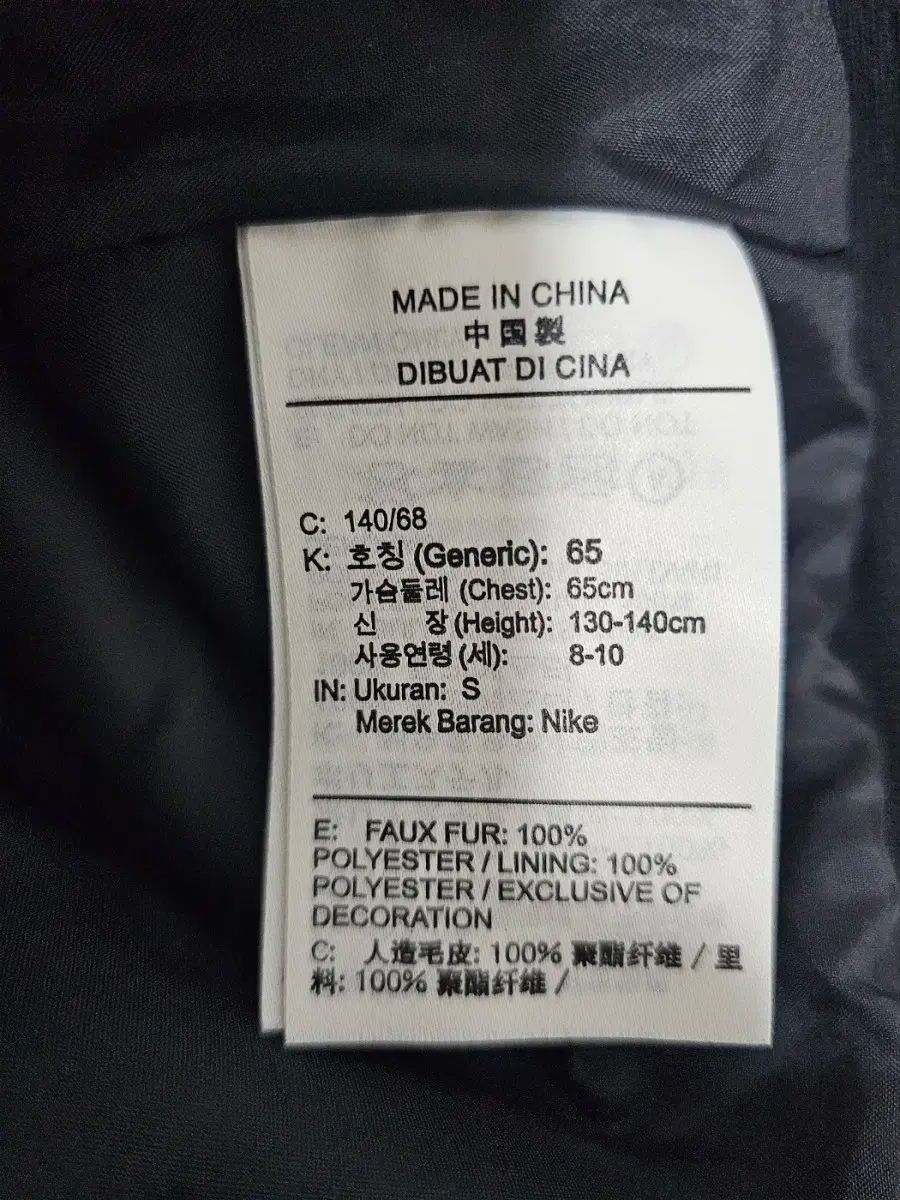 MADE IN CHINA
中国製
DIBUAT DI CINA
C: 140/68
K: 호칭 (Generic): 65
가슴둘레 (Chest): 65cm
신 장 (Height): 130-140cm
사용연령 (세): 8-10
IN: Ukuran: S
Merek Barang: Nike
E: FAUX FUR: 100%
POLYESTER / LINING: 100%
POLYESTER / EXCLUSIVE OF
DECORATION
C: 人造毛皮: 100% 聚酯纤维 / 里
料: 100% 聚酯纤维 /